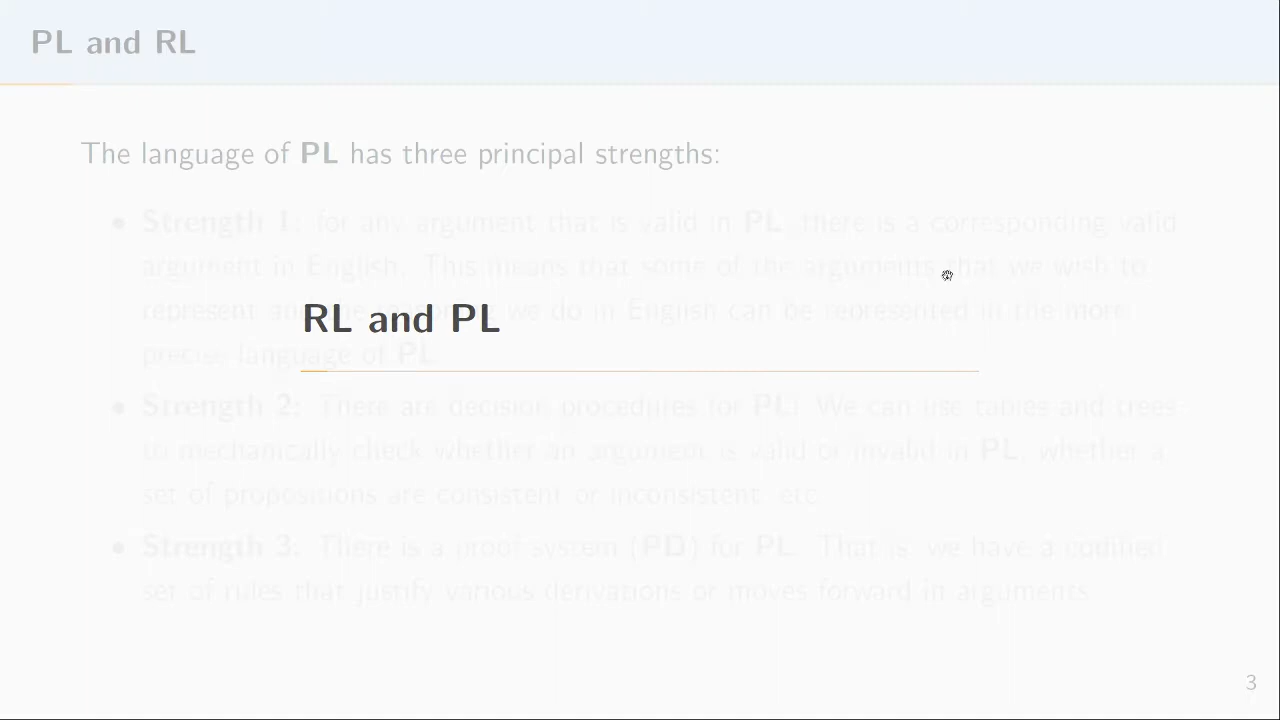 PL and RL
The language of PL has three principal strengths:
• Strength 1: for any argument that is valid in PL, there is a corresponding valid
argument in English. This means that some of the arguments that we wish to
represent and the reasoning we do in English can be represented in the more
RL and PL
precise language of PL.
• Strength 2: There are decision procedures for PL! We can use tables and trees
to mechanically check whether an argument is valid or invalid in PL, whether a
set of propositions are consistent or inconsistent, etc.
• Strength 3: There is a proof system (PD) for PL. That is, we have a codified
set of rules that justify various derivations or moves forward in arguments.
3